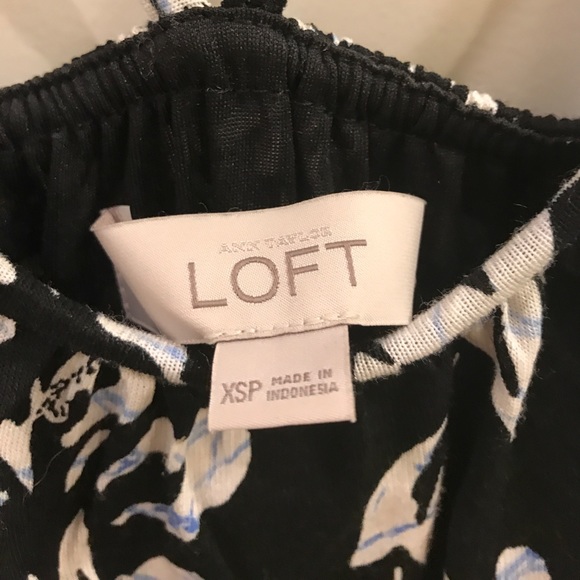 ANN TAYLOR
LOFT
XSP MADE IN
INDONESIA